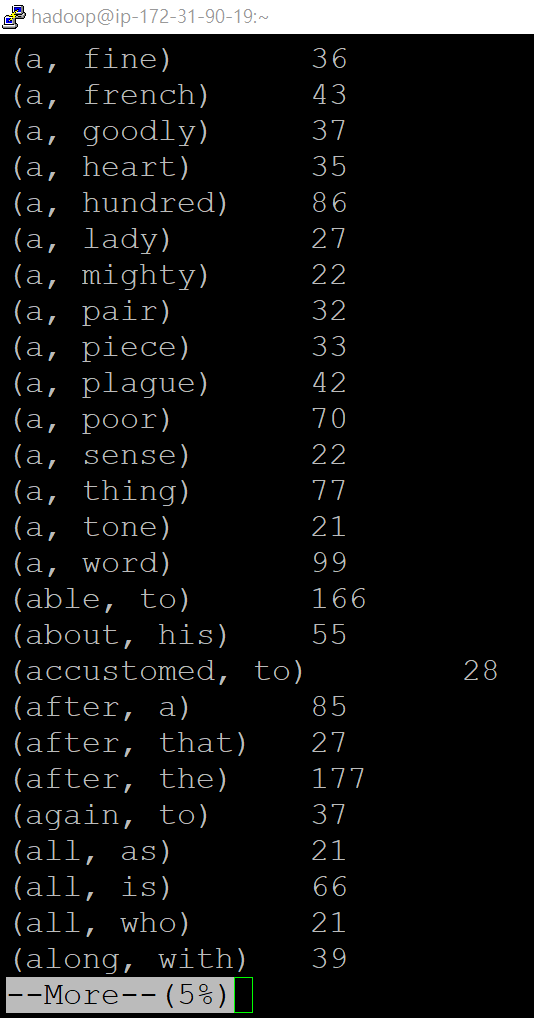 hadoop@ip-172-31-90-19:~
(a, fine) 36
(a, french) 43
(a, goodly) 37
(a, heart) 35
(a, hundred) 86
(a, lady) 27
(a, mighty) 22
(a, pair) 32
(a, piece) 33
(a, plague) 42
(a, poor) 70
(a, sense) 22
(a, thing) 77
(a, tone) 21
(a, word) 99
(able, to) 166
(about, his) 55
(accustomed, to) 28
(after, a) 85
(after, that) 27
(after, the) 177
(again, to) 37
(all, as) 21
(all, is) 66
(all, who) 21
(along, with) 39
--More--(5%)